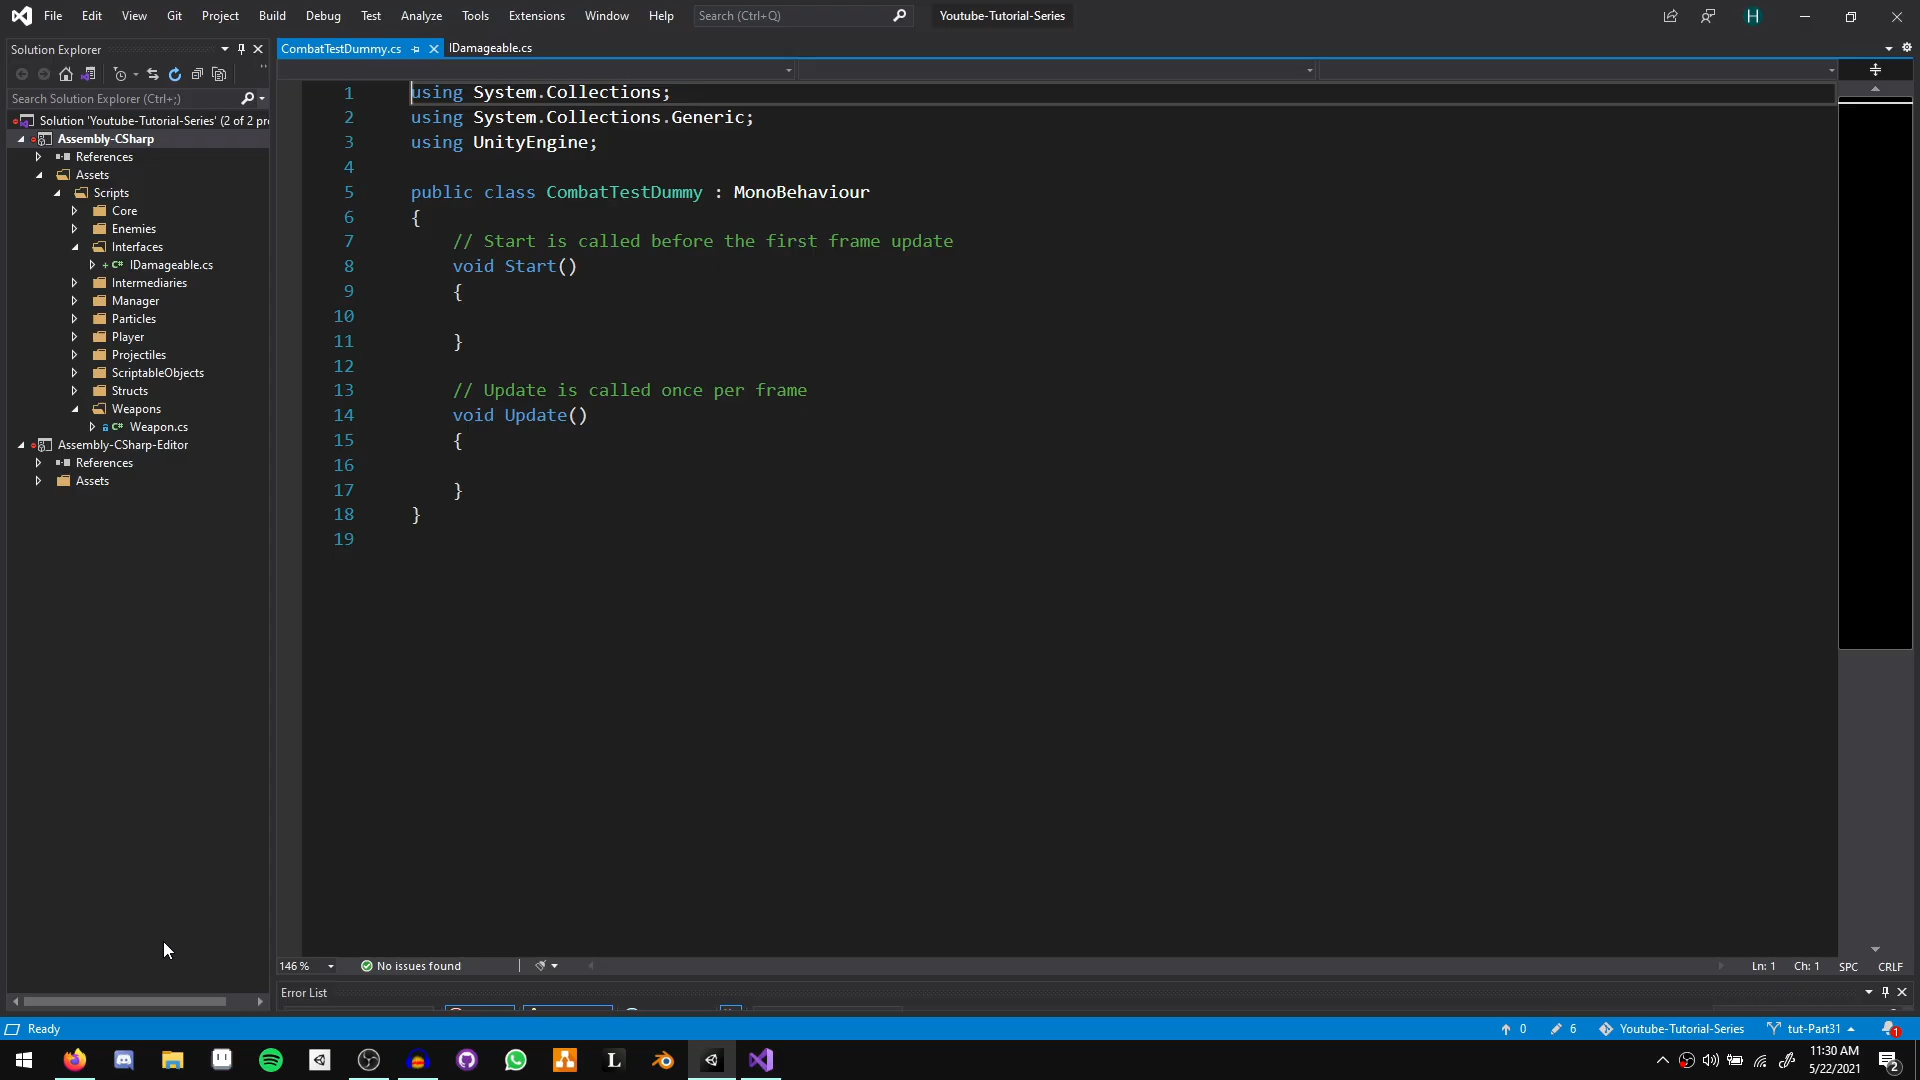 File Edit View Git Project Build Debug Test Analyze Tools Extensions Window Help Search (Ctrl+Q) Youtube-Tutorial-Series H
Solution Explorer
Search Solution Explorer (Ctrl+;)
Solution 'Youtube-Tutorial-Series' (2 of 2 pr
Assembly-CSharp
References
Assets
Scripts
Core
Enemies
Interfaces
C# IDamageable.cs
Intermediaries
Manager
Particles
Player
Projectiles
ScriptableObjects
Structs
Weapons
C# Weapon.cs
Assembly-CSharp-Editor
References
Assets
CombatTestDummy.cs IDamageable.cs
1 using System.Collections;
2 using System.Collections.Generic;
3 using UnityEngine;
4
5 public class CombatTestDummy : MonoBehaviour
6 {
7 // Start is called before the first frame update
8 void Start()
9 {
10
11 }
12
13 // Update is called once per frame
14 void Update()
15 {
16
17 }
18 }
19
146 % No issues found Ln: 1 Ch: 1 SPC CRLF
Error List
Ready 0 6 Youtube-Tutorial-Series tut-Part31 1
L 11:30 AM
5/22/2021 2